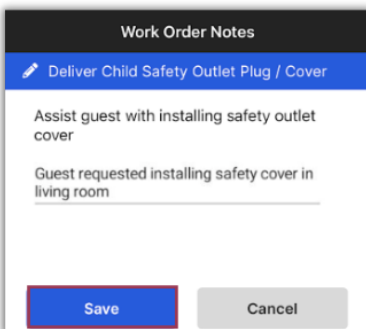 Work Order Notes
Deliver Child Safety Outlet Plug / Cover
Assist guest with installing safety outlet
cover
Guest requested installing safety cover in
living room
Save
Cancel